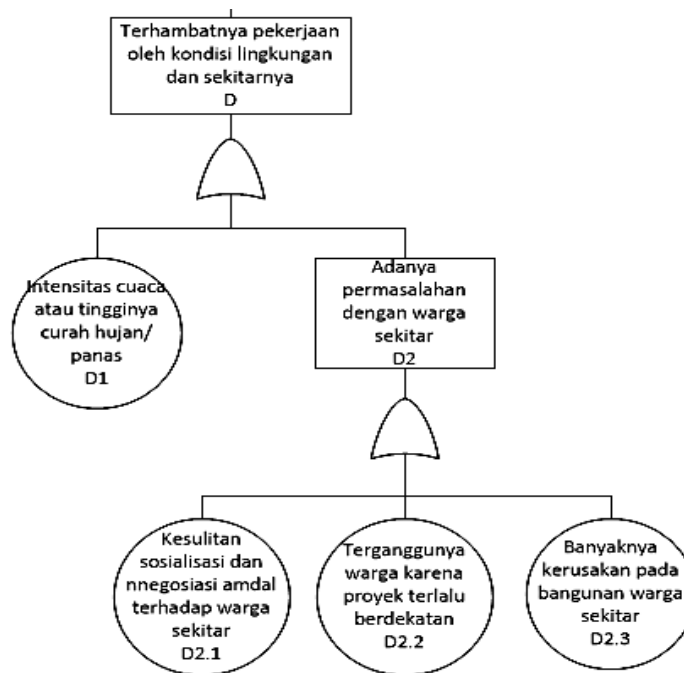 Terhambatnya pekerjaan
oleh kondisi lingkungan
dan sekitarnya
D
Intensitas cuaca
atau tingginya
curah hujan/
panas
D1
Adanya
permasalahan
dengan warga
sekitar
D2
Kesulitan
sosialisasi dan
nnegosiasi amdal
terhadap warga
sekitar
D2.1
Terganggunya
warga karena
proyek terlalu
berdekatan
D2.2
Banyaknya
kerusakan pada
bangunan warga
sekitar
D2.3